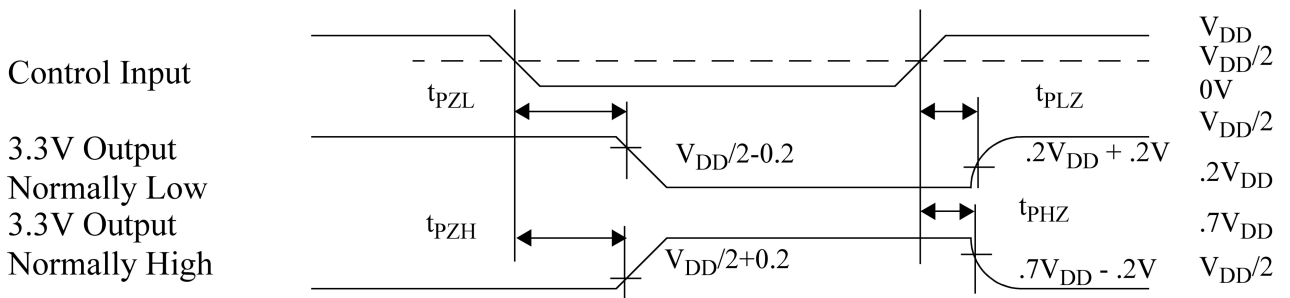 V_DD
Control Input
V_DD/2
0V
t_PZL
t_PLZ
V_DD/2
3.3V Output
V_DD/2-0.2
.2V_DD + .2V
.2V_DD
Normally Low
3.3V Output
t_PZH
t_PHZ
.7V_DD
Normally High
V_DD/2+0.2
.7V_DD - .2V
V_DD/2